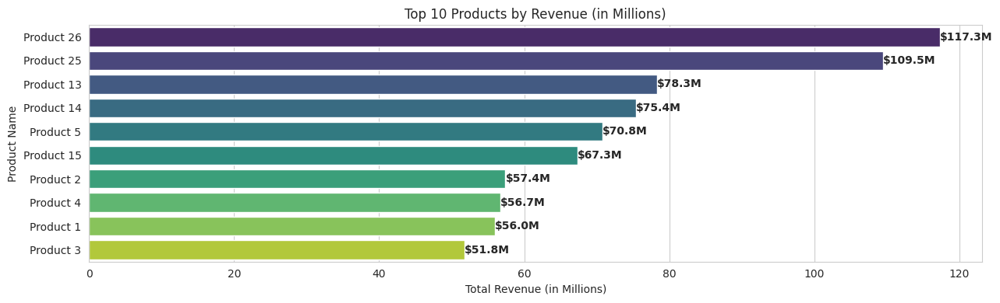 Top 10 Products by Revenue (in Millions)
Product Name
Product 26 $117.3M
Product 25 $109.5M
Product 13 $78.3M
Product 14 $75.4M
Product 5 $70.8M
Product 15 $67.3M
Product 2 $57.4M
Product 4 $56.7M
Product 1 $56.0M
Product 3 $51.8M
0 20 40 60 80 100 120
Total Revenue (in Millions)